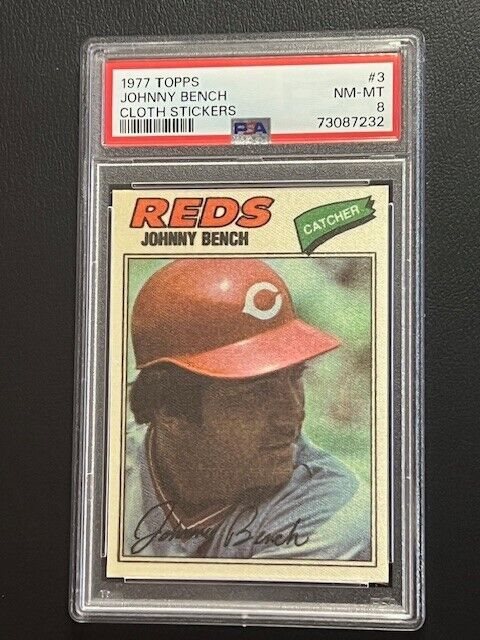 1977 TOPPS #3
JOHNNY BENCH NM-MT
CLOTH STICKERS 8
PSA 73087232
REDS
JOHNNY BENCH
CATCHER
C
Johnny Bench